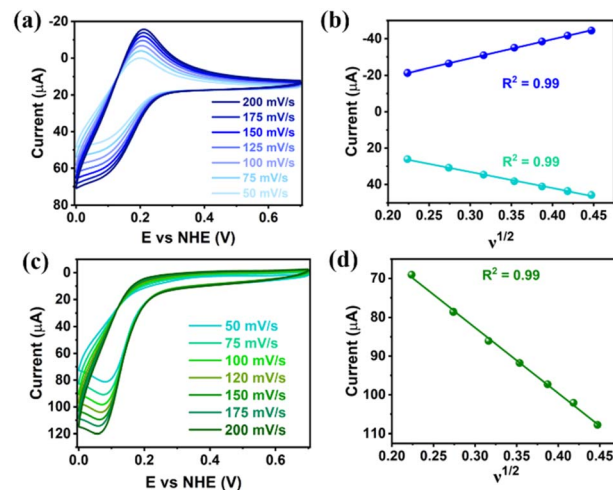 (a)
-20
0
20
40
60
80
Current (µA)
200 mV/s
175 mV/s
150 mV/s
125 mV/s
100 mV/s
75 mV/s
50 mV/s
0.0 0.2 0.4 0.6
E vs NHE (V)
(b)
-40
-20
0
20
40
Current (µA)
R² = 0.99
R² = 0.99
0.20 0.25 0.30 0.35 0.40 0.45
ν1/2
(c)
0
20
40
60
80
100
120
Current (µA)
50 mV/s
75 mV/s
100 mV/s
120 mV/s
150 mV/s
175 mV/s
200 mV/s
0.0 0.2 0.4 0.6
E vs NHE (V)
(d)
70
80
90
100
110
Current (µA)
R² = 0.99
0.20 0.25 0.30 0.35 0.40 0.45
ν1/2